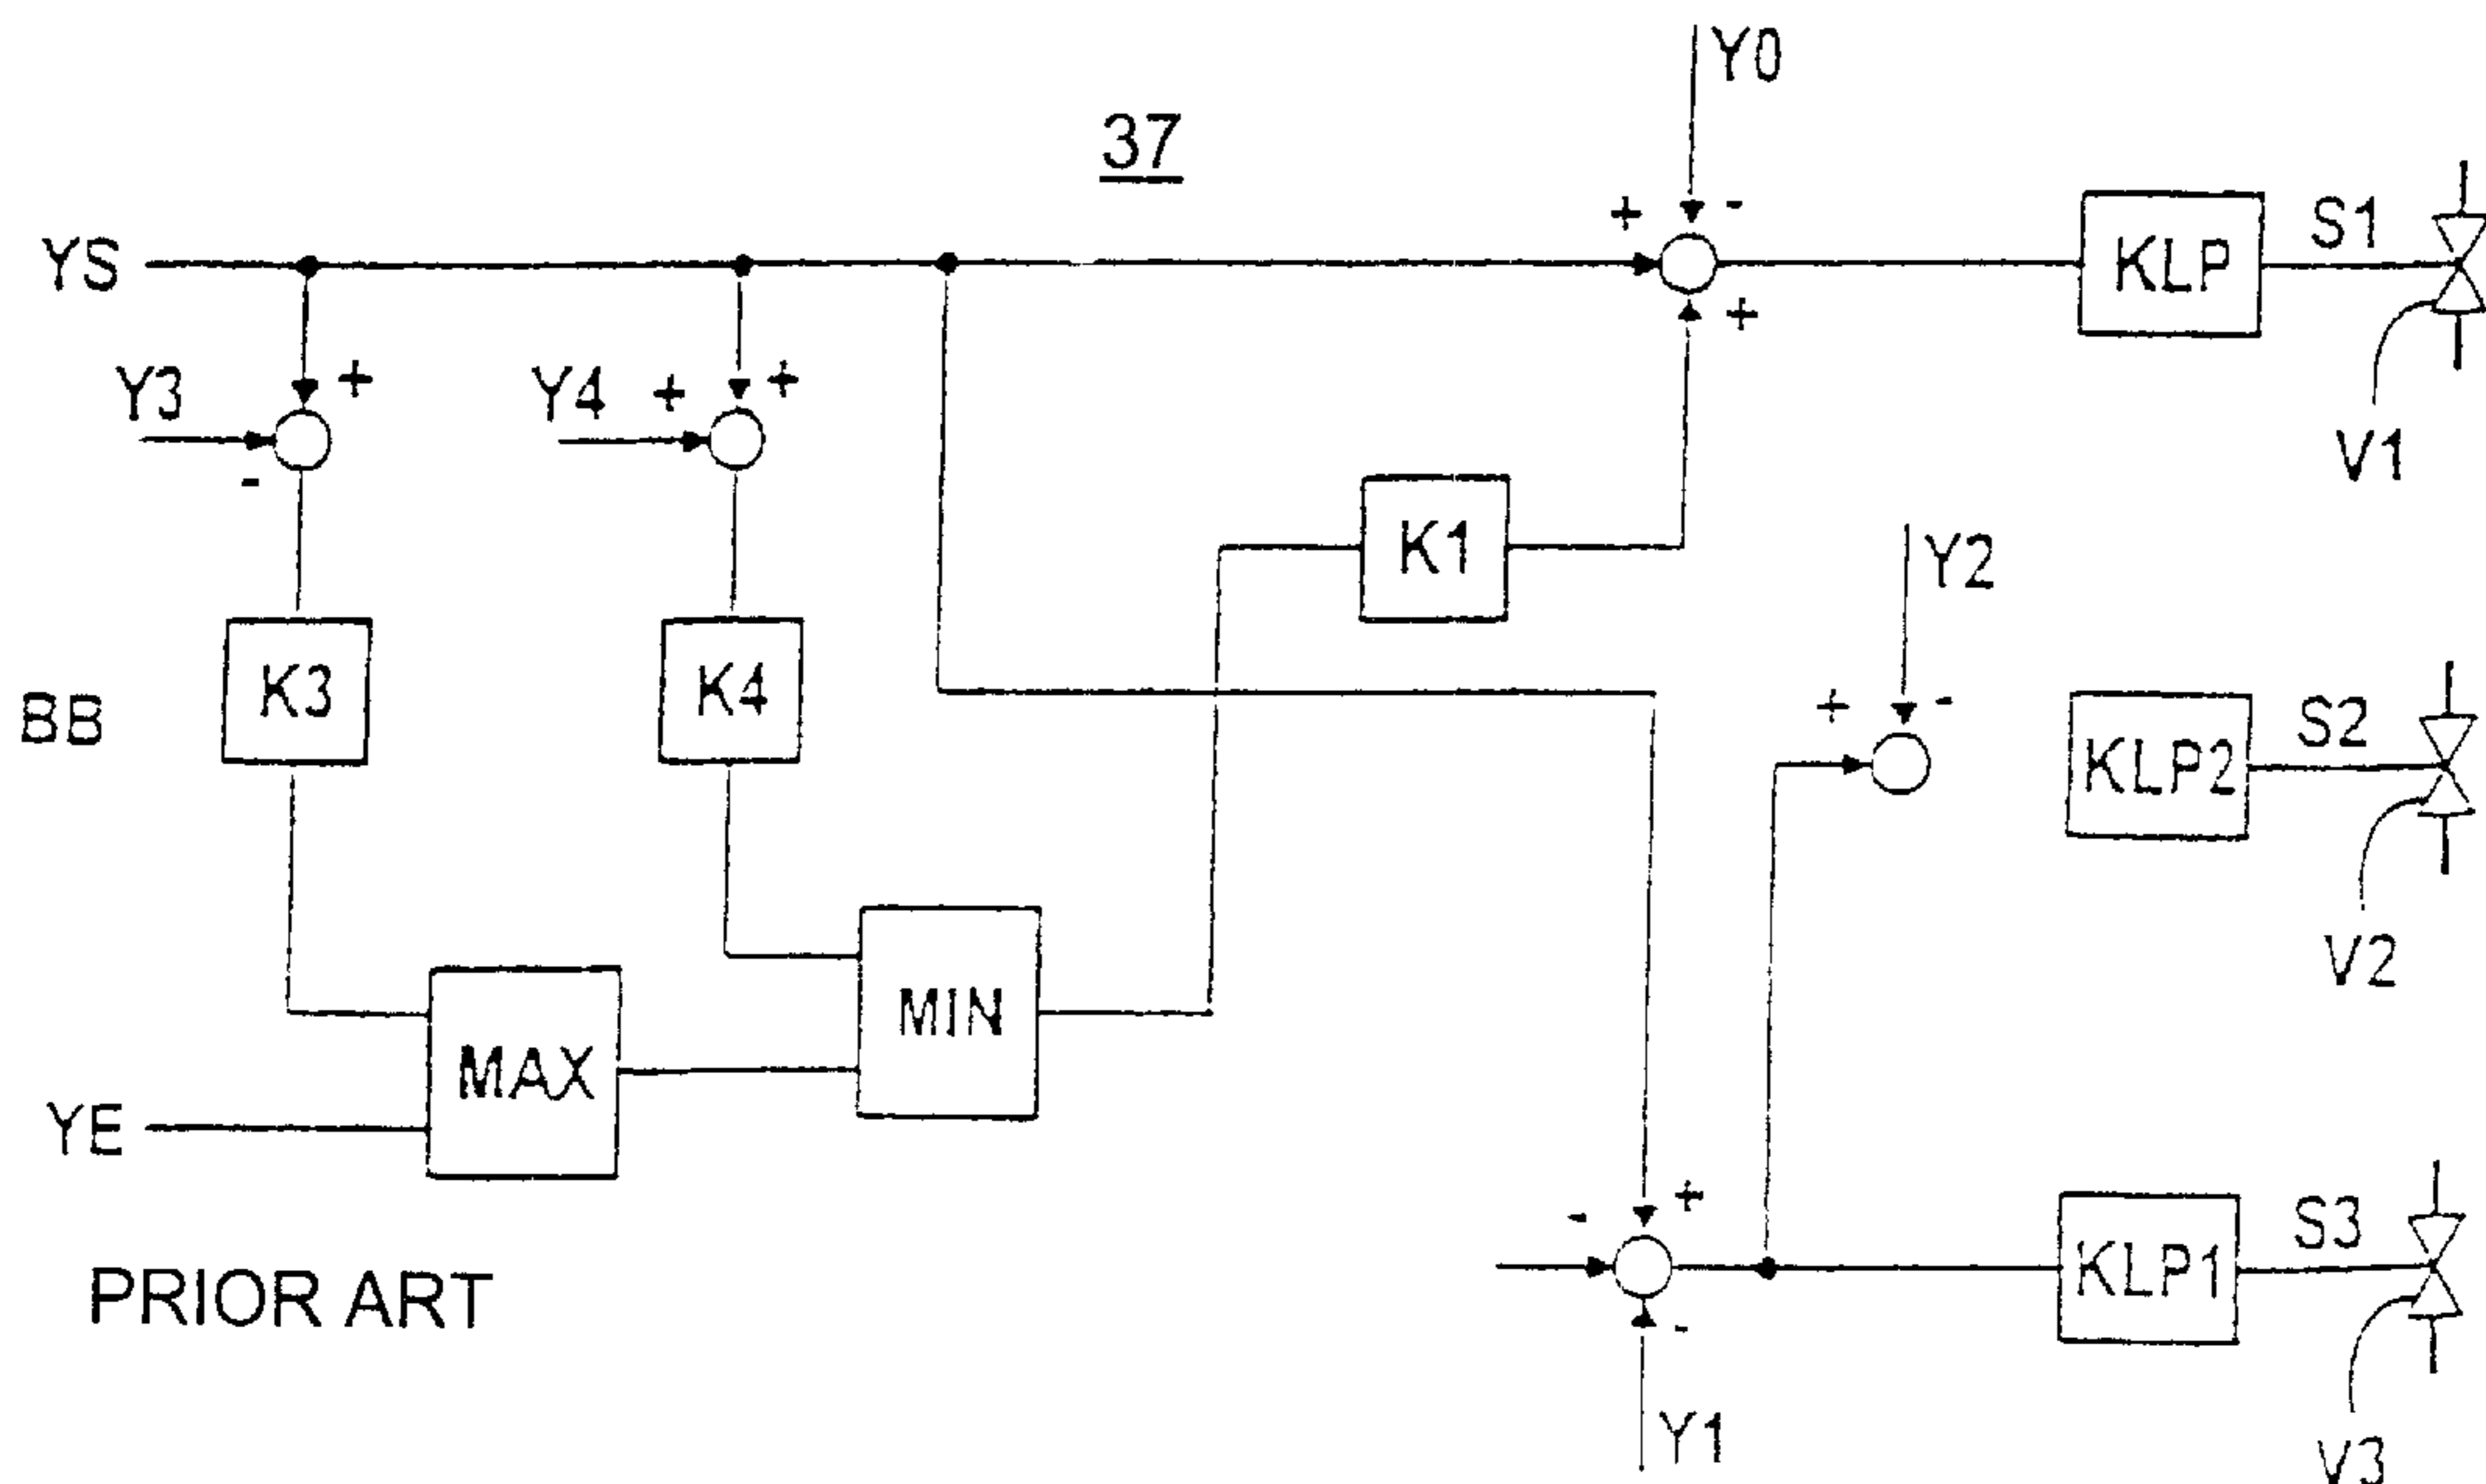 Y0
37
YS
KLP
S1
Y3
+
-
Y4
+
+
+
-
+
V1
K1
Y2
BB
K3
K4
+
-
KLP2
S2
MIN
V2
MAX
YE
-
+
-
KLP1
S3
PRIOR ART
Y1
V3